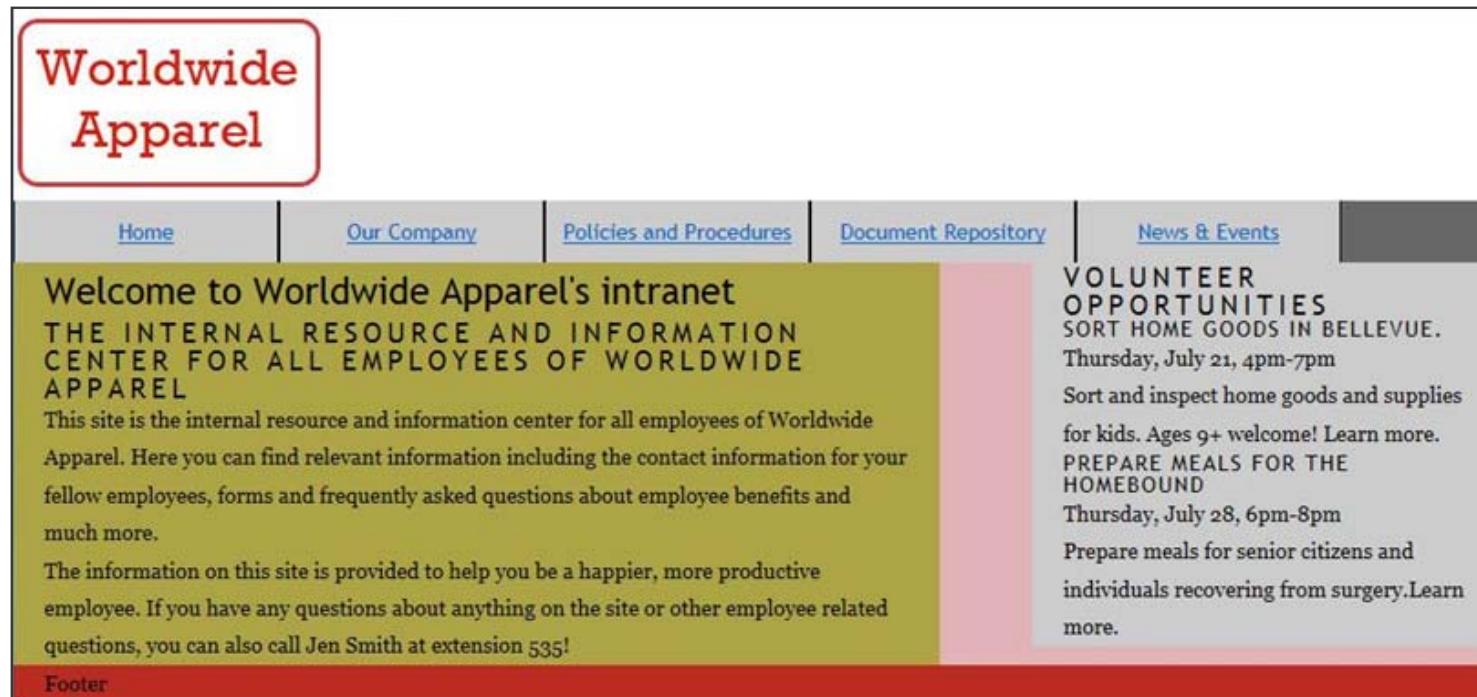 Worldwide
Apparel
Home
Our Company
Policies and Procedures
Document Repository
News & Events
Welcome to Worldwide Apparel's intranet
THE INTERNAL RESOURCE AND INFORMATION
CENTER FOR ALL EMPLOYEES OF WORLDWIDE
APPAREL
This site is the internal resource and information center for all employees of Worldwide
Apparel. Here you can find relevant information including the contact information for your
fellow employees, forms and frequently asked questions about employee benefits and
much more.
The information on this site is provided to help you be a happier, more productive
employee. If you have any questions about anything on the site or other employee related
questions, you can also call Jen Smith at extension 535!
VOLUNTEER
OPPORTUNITIES
SORT HOME GOODS IN BELLEVUE.
Thursday, July 21, 4pm-7pm
Sort and inspect home goods and supplies
for kids. Ages 9+ welcome! Learn more.
PREPARE MEALS FOR THE
HOMEBOUND
Thursday, July 28, 6pm-8pm
Prepare meals for senior citizens and
individuals recovering from surgery.Learn
more.
Footer